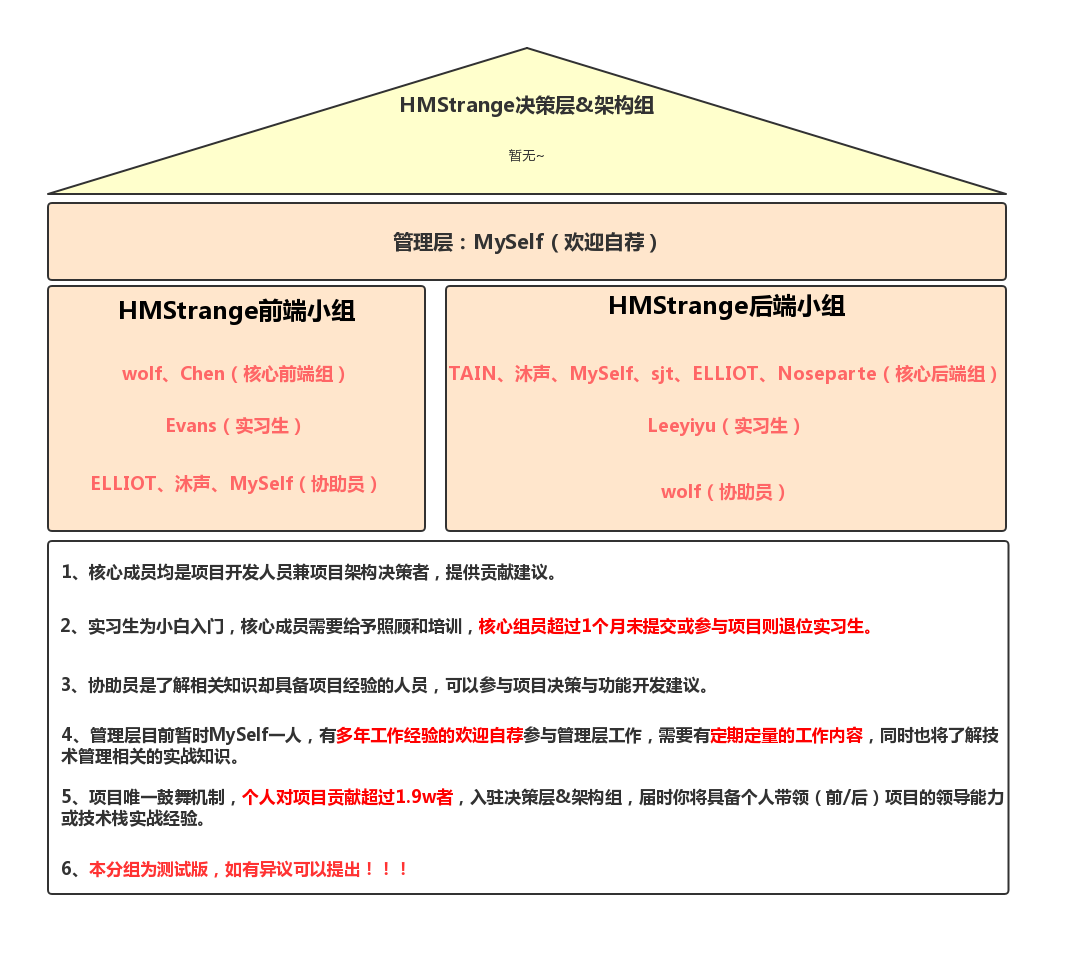 HMStrange决策层&架构组
暂无~
管理层：MySelf（欢迎自荐）
HMStrange前端小组
wolf、Chen（核心前端组）
Evans（实习生）
ELLIOT、沐声、MySelf（协助员）
HMStrange后端小组
TAIN、沐声、MySelf、sjt、ELLIOT、Noseparte（核心后端组）
Leeyiyu（实习生）
wolf（协助员）
1、核心成员均是项目开发人员兼项目架构决策者，提供贡献建议。
2、实习生为小白入门，核心成员需要给予照顾和培训，核心组员超过1个月未提交或参与项目则退位实习生。
3、协助员是了解相关知识却具备项目经验的人员，可以参与项目决策与功能开发建议。
4、管理层目前暂时MySelf一人，有多年工作经验的欢迎自荐参与管理层工作，需要有定期定量的工作内容，同时也将了解技
术管理相关的实战知识。
5、项目唯一鼓舞机制，个人对项目贡献超过1.9w者，入驻决策层&架构组，届时你将具备个人带领（前/后）项目的领导能力
或技术栈实战经验。
6、本分组为测试版，如有异议可以提出！！！